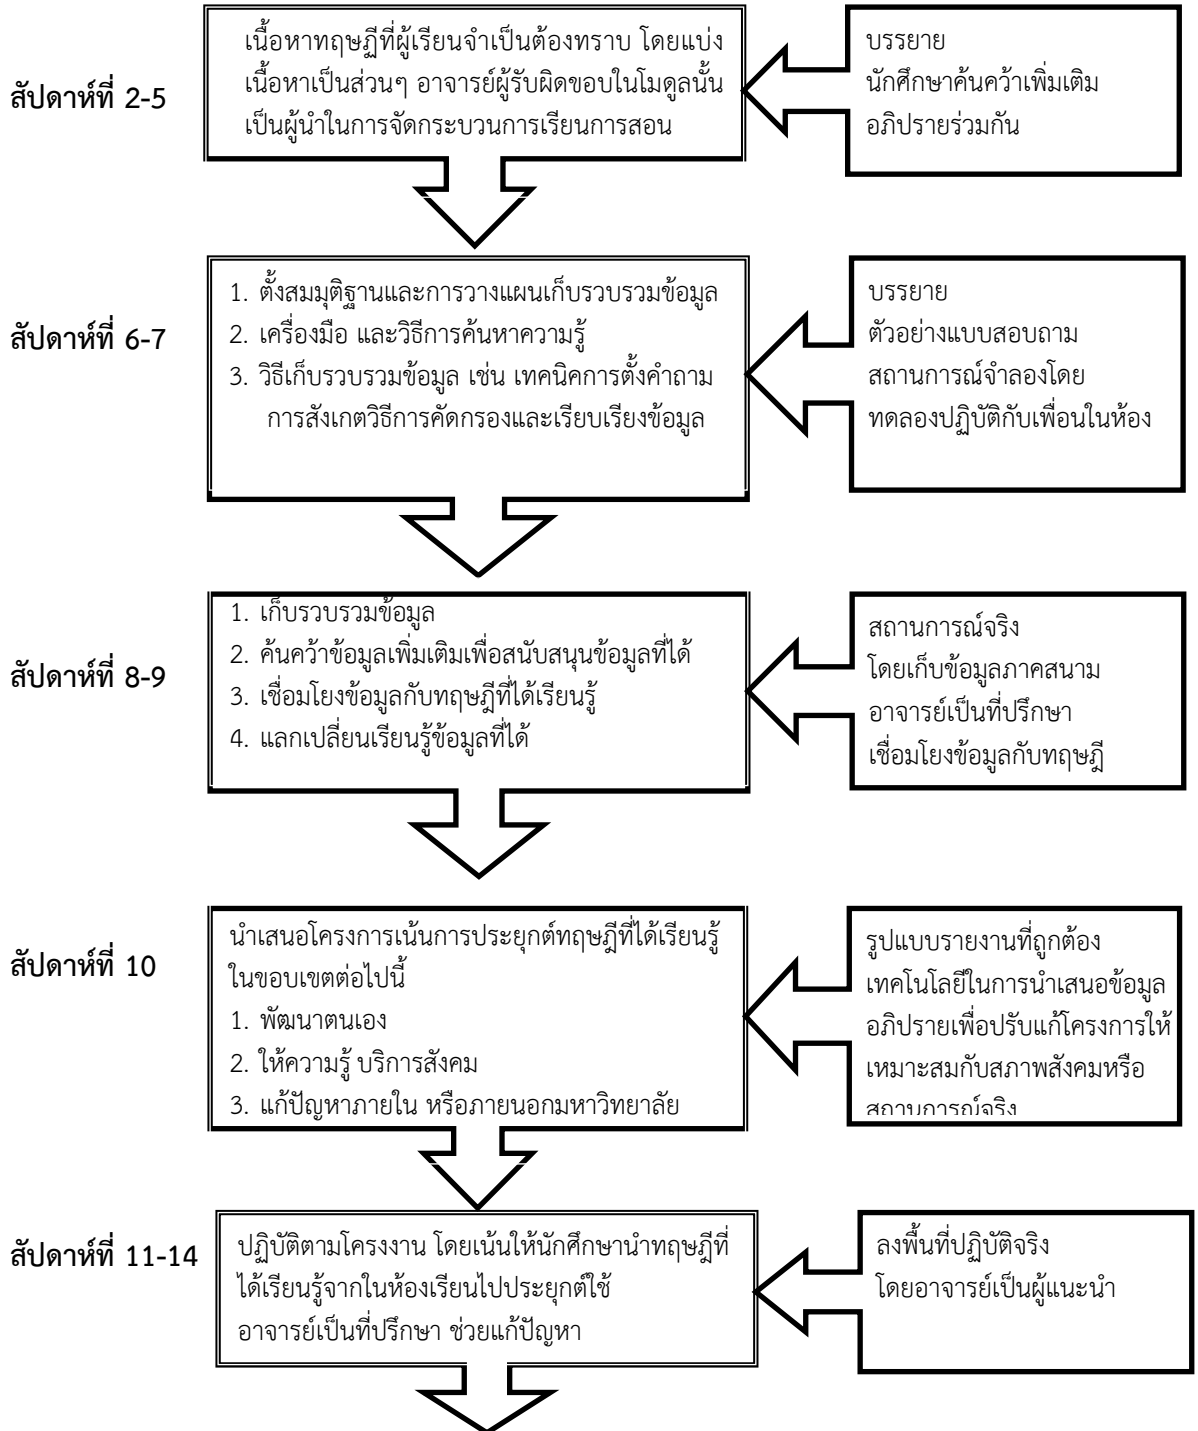 สัปดาห์ที่ 2-5
เนื้อหาทฤษฎีที่ผู้เรียนจำเป็นต้องทราบ โดยแบ่ง
เนื้อหาเป็นส่วนๆ อาจารย์ผู้รับผิดขอบในโมดูลนั้น
เป็นผู้นำในการจัดกระบวนการเรียนการสอน
บรรยาย
นักศึกษาค้นคว้าเพิ่มเติม
อภิปรายร่วมกัน
สัปดาห์ที่ 6-7
1. ตั้งสมมุติฐานและการวางแผนเก็บรวบรวมข้อมูล
2. เครื่องมือ และวิธีการค้นหาความรู้
3. วิธีเก็บรวบรวมข้อมูล เช่น เทคนิคการตั้งคำถาม
การสังเกตวิธีการคัดกรองและเรียบเรียงข้อมูล
บรรยาย
ตัวอย่างแบบสอบถาม
สถานการณ์จำลองโดย
ทดลองปฏิบัติกับเพื่อนในห้อง
สัปดาห์ที่ 8-9
1. เก็บรวบรวมข้อมูล
2. ค้นคว้าข้อมูลเพิ่มเติมเพื่อสนับสนุนข้อมูลที่ได้
3. เชื่อมโยงข้อมูลกับทฤษฎีที่ได้เรียนรู้
4. แลกเปลี่ยนเรียนรู้ข้อมูลที่ได้
สถานการณ์จริง
โดยเก็บข้อมูลภาคสนาม
อาจารย์เป็นที่ปรึกษา
เชื่อมโยงข้อมูลกับทฤษฎี
สัปดาห์ที่ 10
นำเสนอโครงการเน้นการประยุกต์ทฤษฎีที่ได้เรียนรู้
ในขอบเขตต่อไปนี้
1. พัฒนาตนเอง
2. ให้ความรู้ บริการสังคม
3. แก้ปัญหาภายใน หรือภายนอกมหาวิทยาลัย
รูปแบบรายงานที่ถูกต้อง
เทคโนโลยีในการนำเสนอข้อมูล
อภิปรายเพื่อปรับแก้โครงการให้
เหมาะสมกับสภาพสังคมหรือ
สถานการณ์จริง
สัปดาห์ที่ 11-14
ปฏิบัติตามโครงงาน โดยเน้นให้นักศึกษานำทฤษฎีที่
ได้เรียนรู้จากในห้องเรียนไปประยุกต์ใช้
อาจารย์เป็นที่ปรึกษา ช่วยแก้ปัญหา
ลงพื้นที่ปฏิบัติจริง
โดยอาจารย์เป็นผู้แนะนำ